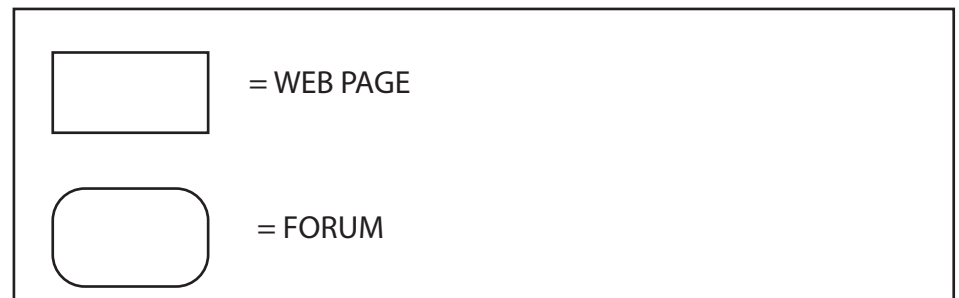 = WEB PAGE
= FORUM